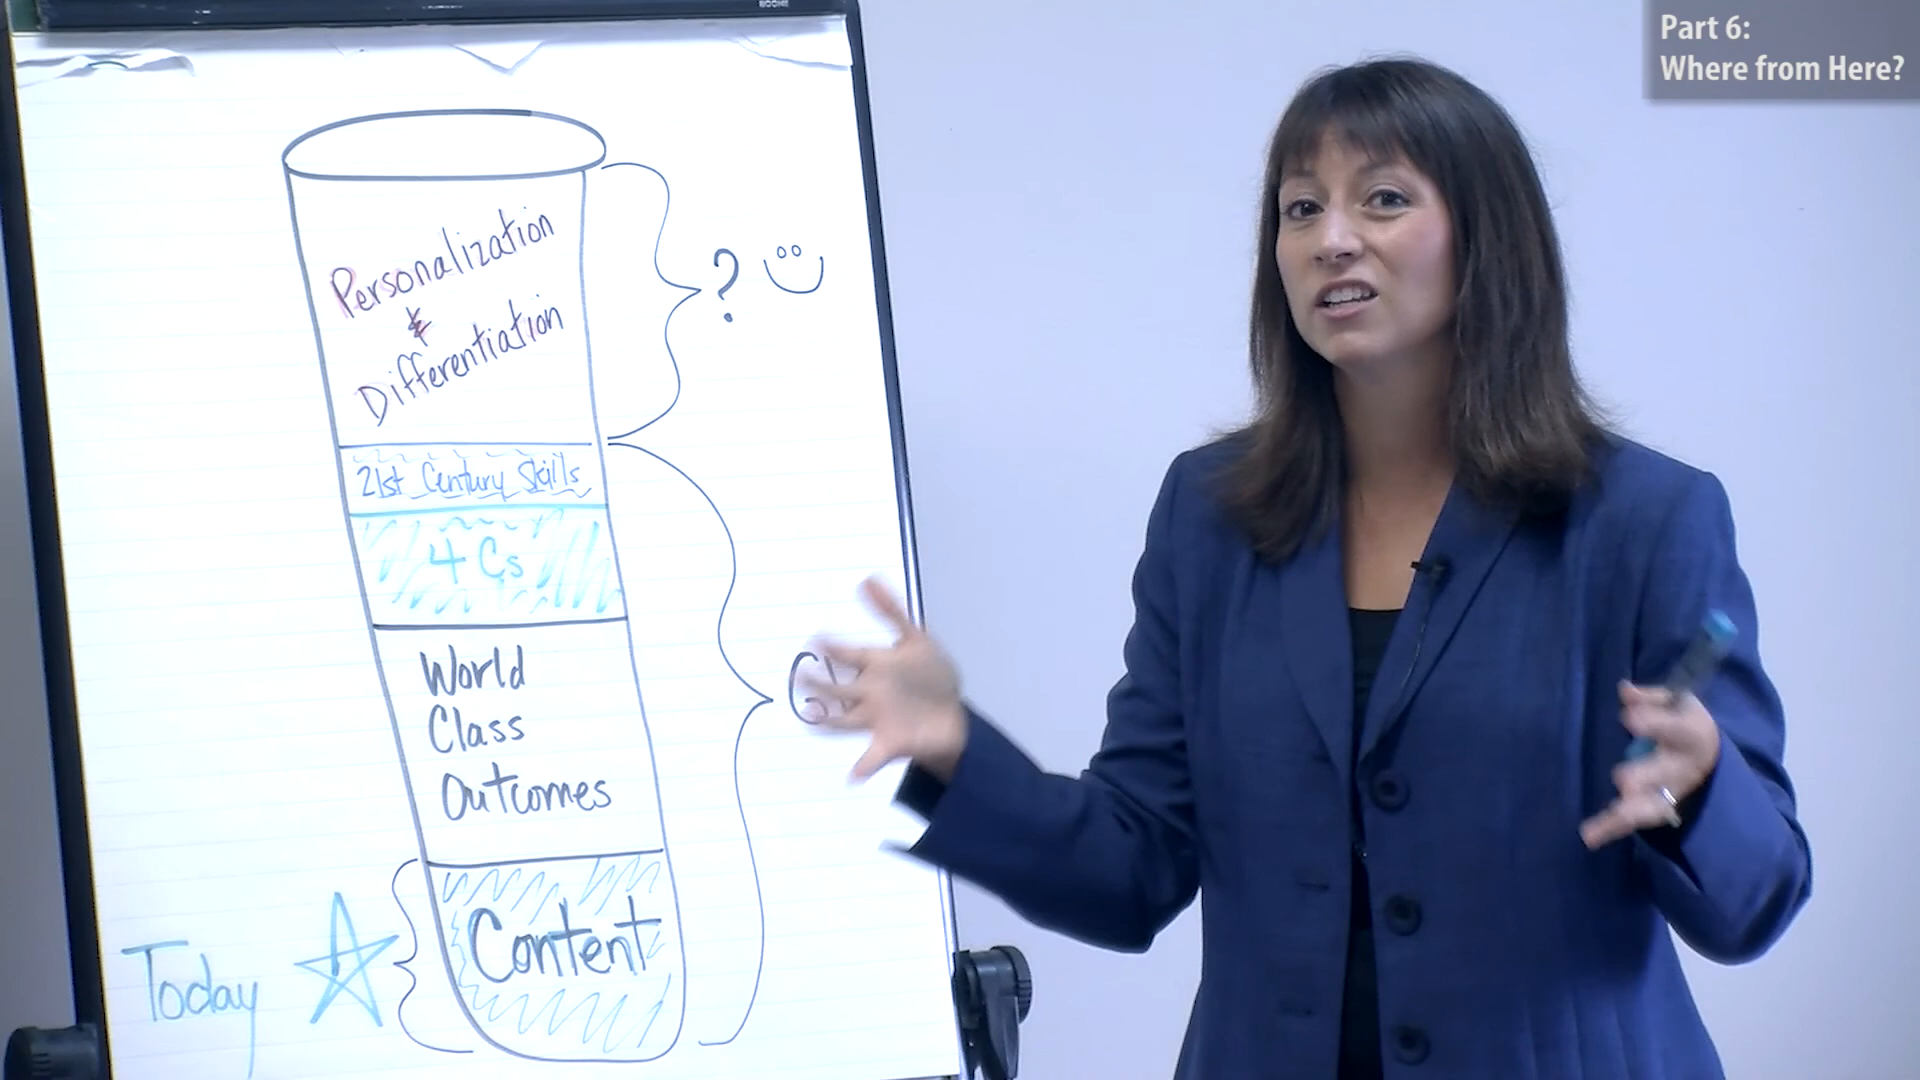 Part 6:
Where from Here?
Personalization
&
Differentiation
?
21st Century Skills
4 Cs
World
Class
Outcomes
Content
Today